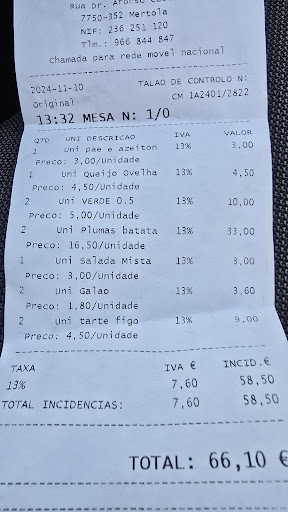 Rua Dr. Afonso
7750-352 Mertola
NIF: 236 251 120
Tlm.: 966 844 847
Chamada para rede movel nacional
2024-11-10 TALAO DE CONTROLO N:
Original CM 1A2401/2822
13:32 MESA N: 1/0
QTD UNI DESCRICAO IVA VALOR
1 Uni pae e azeiton 13% 3,00
Preco: 3,00/Unidade
1 Uni Queijo Ovelha 13% 4,50
Preco: 4,50/Unidade
2 Uni VERDE 0.5 13% 10,00
Preco: 5,00/Unidade
2 Uni Plumas batata 13% 33,00
Preco: 16,50/Unidade
1 Uni Salada Mista 13% 3,00
Preco: 3,00/Unidade
2 Uni Galao 13% 3,60
Preco: 1,80/Unidade
2 Uni tarte figo 13% 9,00
Preco: 4,50/Unidade
TAXA IVA € INCID.€
13% 7,60 58,50
TOTAL INCIDENCIAS: 7,60 58,50
TOTAL: 66,10 €